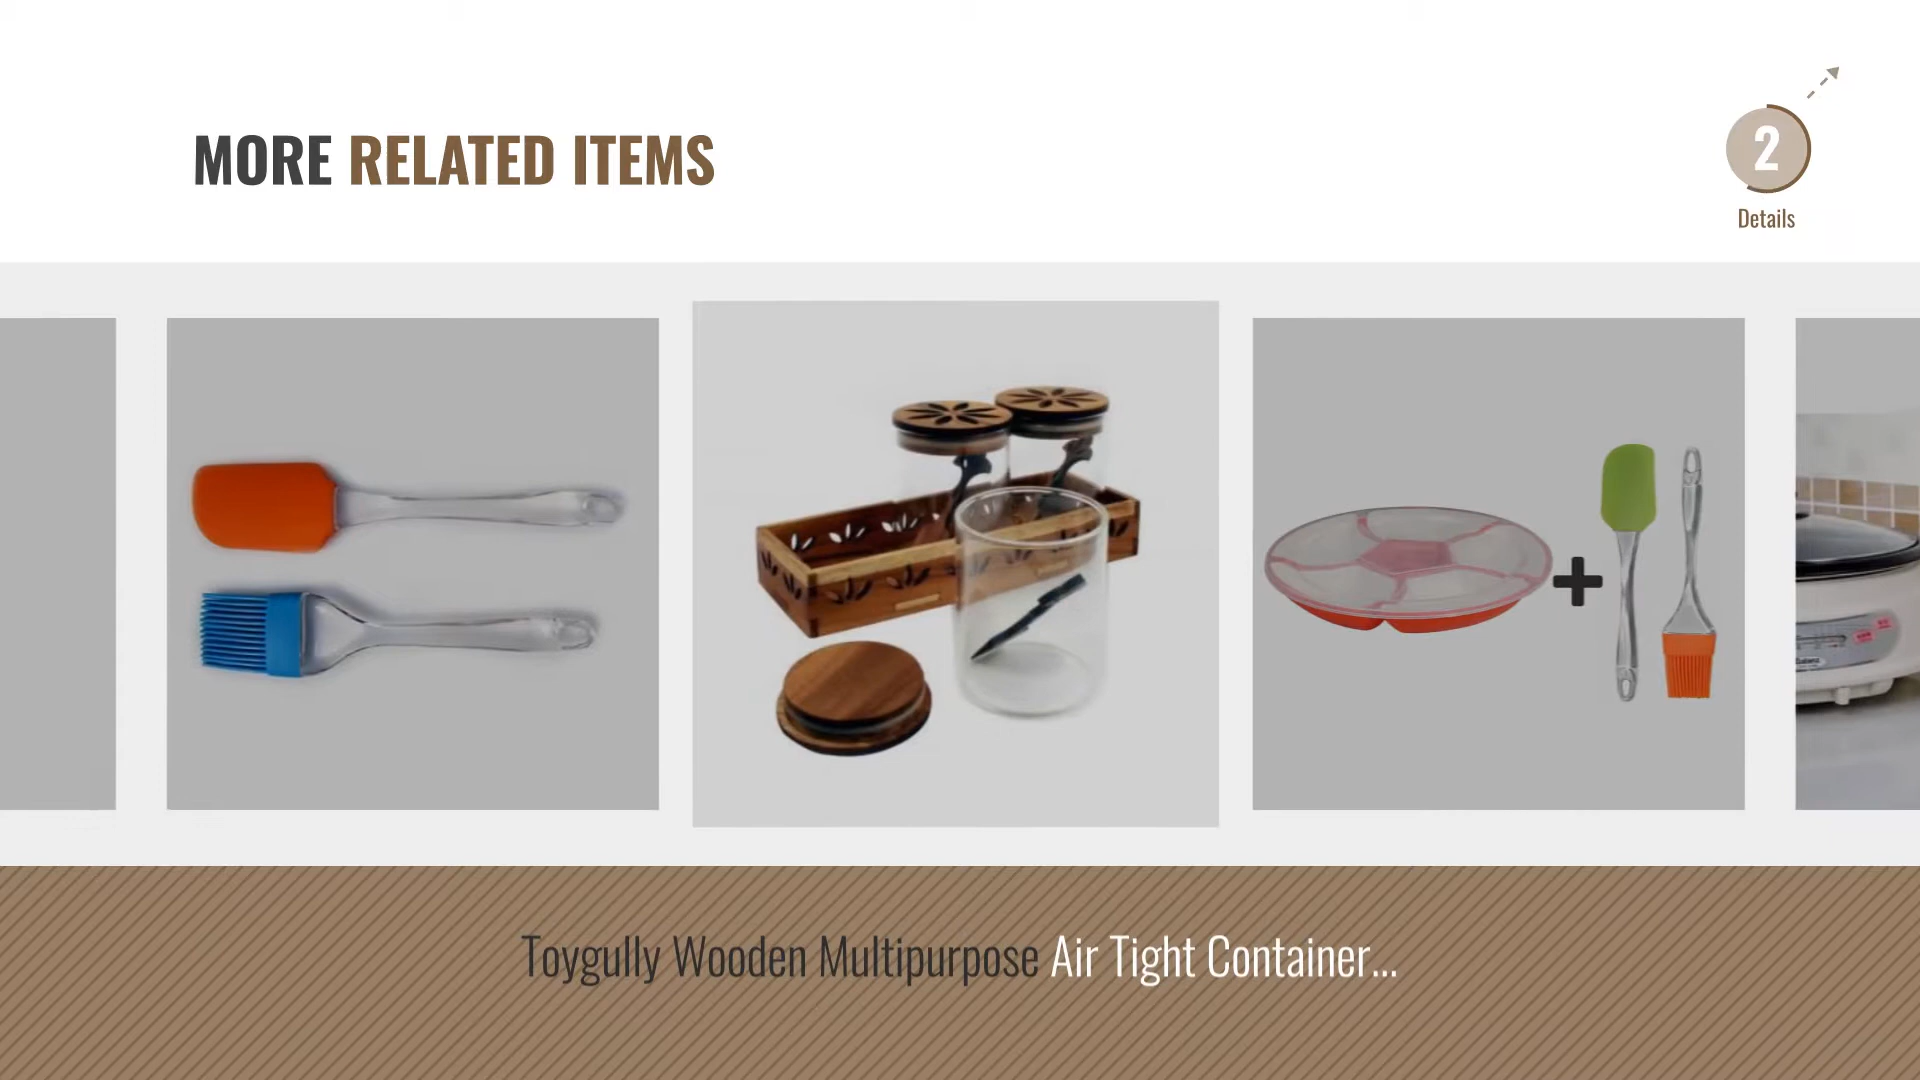 MORE RELATED ITEMS
2
Details
Toygully Wooden Multipurpose Air Tight Container...